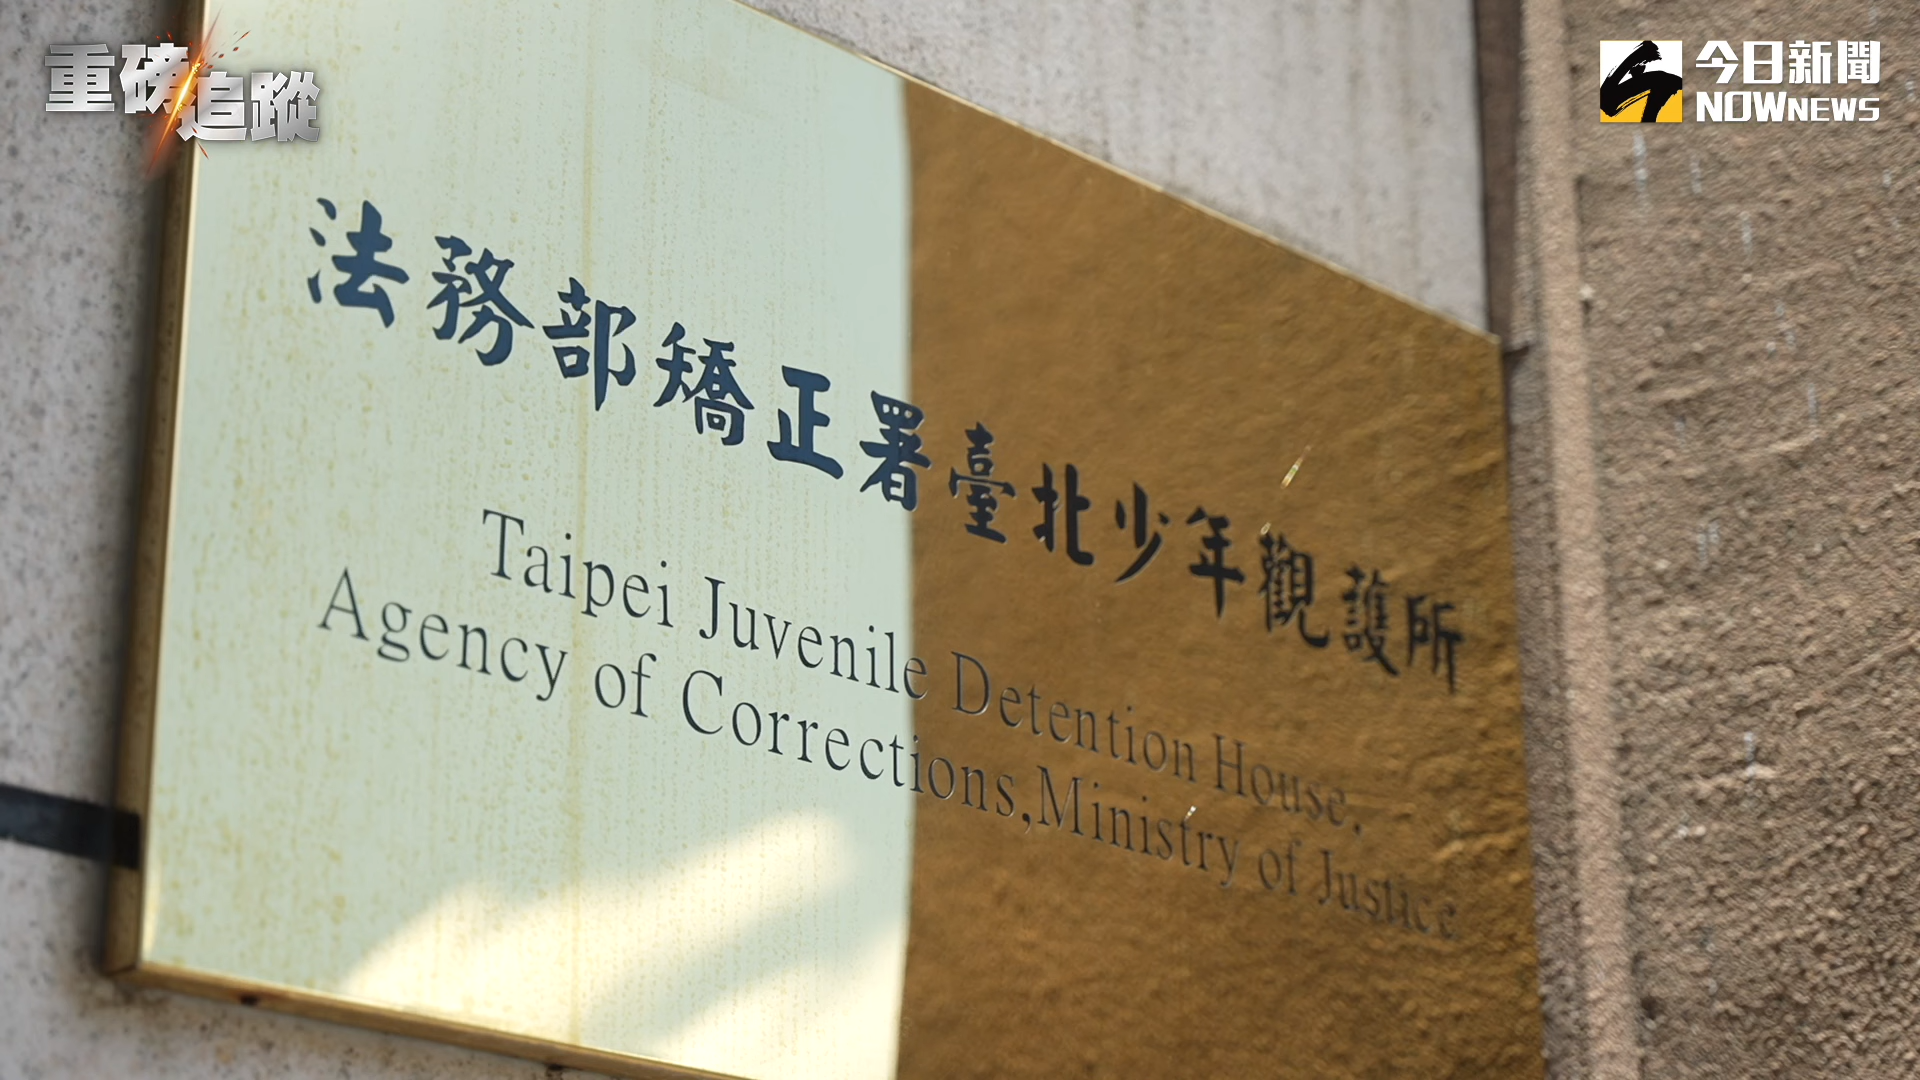 重磅追蹤
今日新聞
NOWNEWS
法務部矯正署臺北少年觀護所
Taipei Juvenile Detention House,
Agency of Corrections,Ministry of Justice